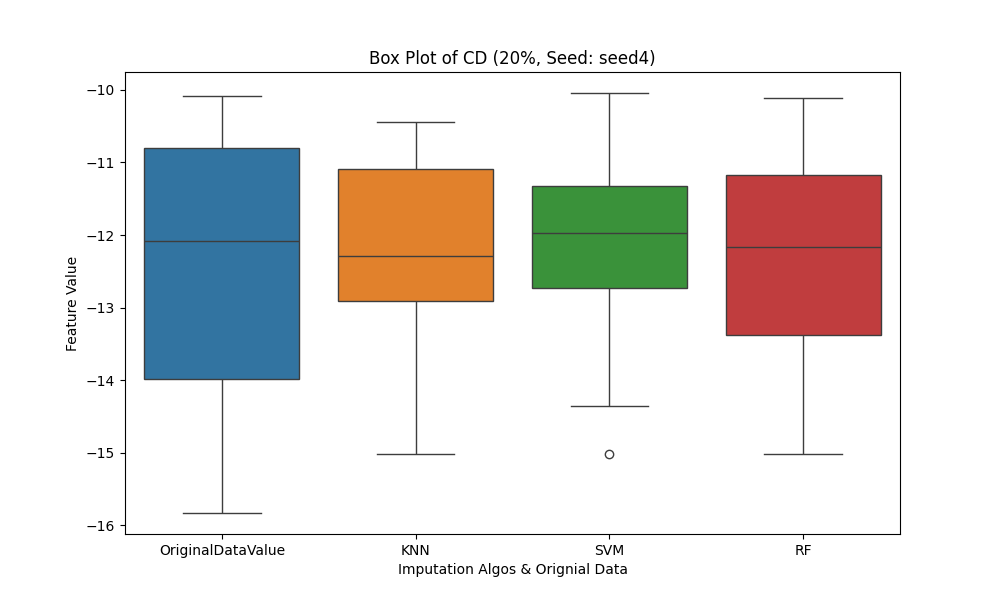 Box Plot of CD (20%, Seed: seed4)
−10
−11
−12
−13
−14
−15
−16
Feature Value
OriginalDataValue
KNN
SVM
RF
Imputation Algos & Orignial Data